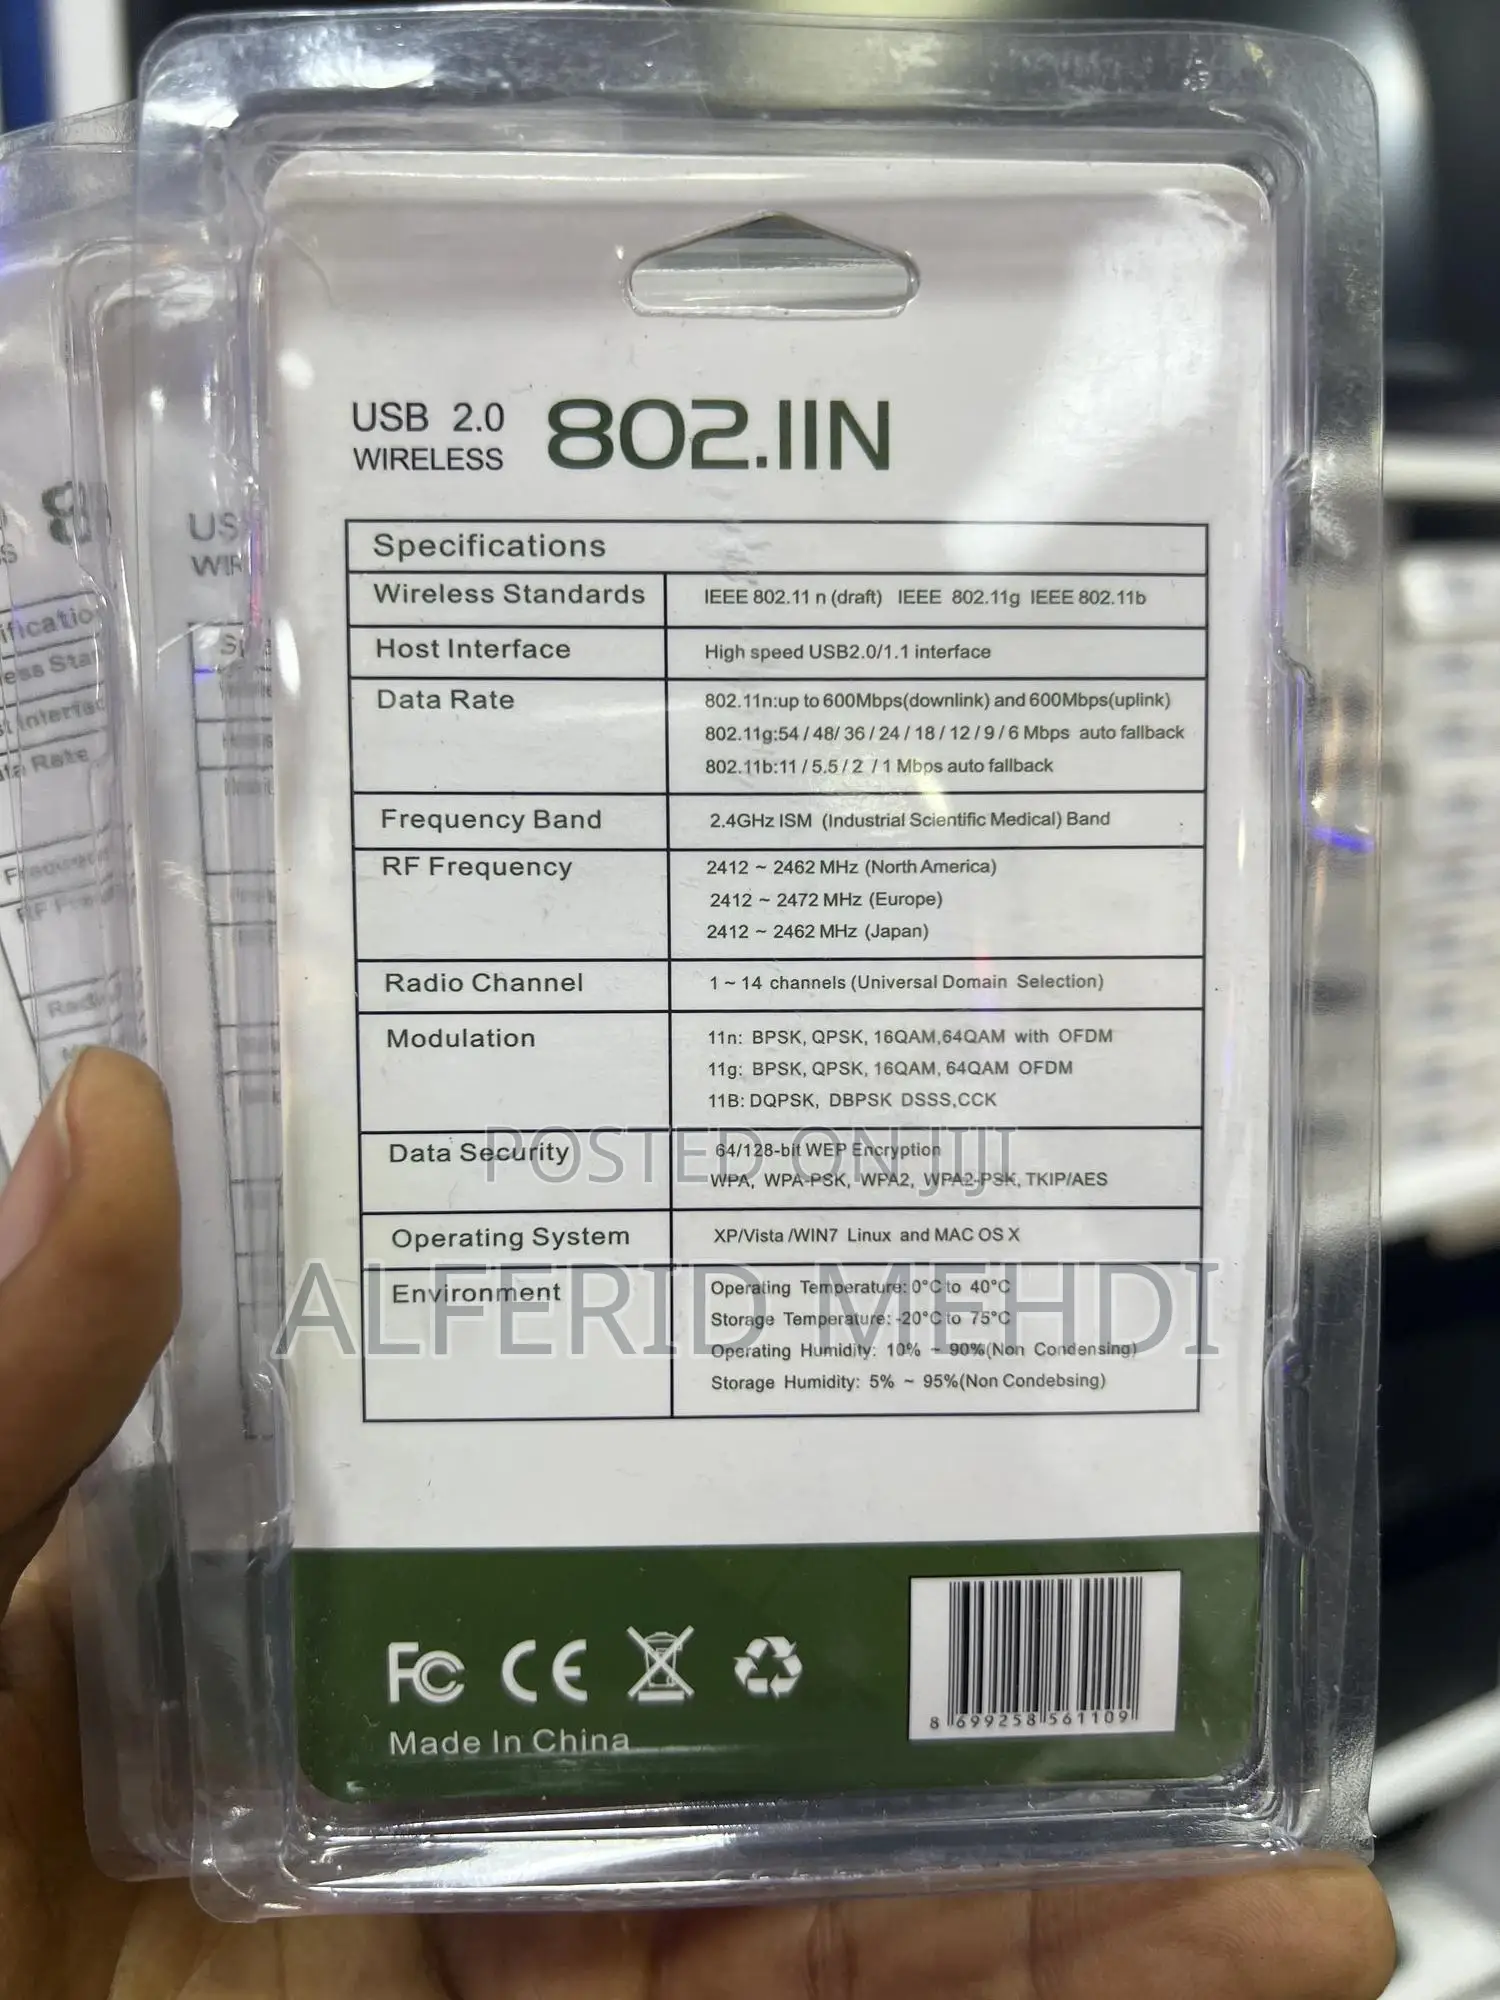 USB 2.0
WIRELESS
802.11N
Specifications
Wireless Standards
IEEE 802.11 n (draft) IEEE 802.11g IEEE 802.11b
Host Interface
High speed USB2.0/1.1 interface
Data Rate
802.11n:up to 600Mbps(downlink) and 600Mbps(uplink)
802.11g:54 / 48/ 36 / 24 / 18 / 12 / 9 / 6 Mbps auto fallback
802.11b:11 / 5.5 / 2 / 1 Mbps auto fallback
Frequency Band
2.4GHz ISM (Industrial Scientific Medical) Band
RF Frequency
2412 ~ 2462 MHz (North America)
2412 ~ 2472 MHz (Europe)
2412 ~ 2462 MHz (Japan)
Radio Channel
1 ~ 14 channels (Universal Domain Selection)
Modulation
11n: BPSK, QPSK, 16QAM,64QAM with OFDM
11g: BPSK, QPSK, 16QAM, 64QAM OFDM
11B: DQPSK, DBPSK DSSS,CCK
Data Security
64/128-bit WEP Encryption
WPA, WPA-PSK, WPA2, WPA2-PSK, TKIP/AES
POSTED ON JIJI
Operating System
XP/Vista /WIN7 Linux and MAC OS X
ALFERID MEHDI
Environment
Operating Temperature: 0°C to 40°C
Storage Temperature: -20°C to 75°C
Operating Humidity: 10% ~ 90%(Non Condensing)
Storage Humidity: 5% ~ 95%(Non Condebsing)
FC CE
Made In China
8 699258 561109